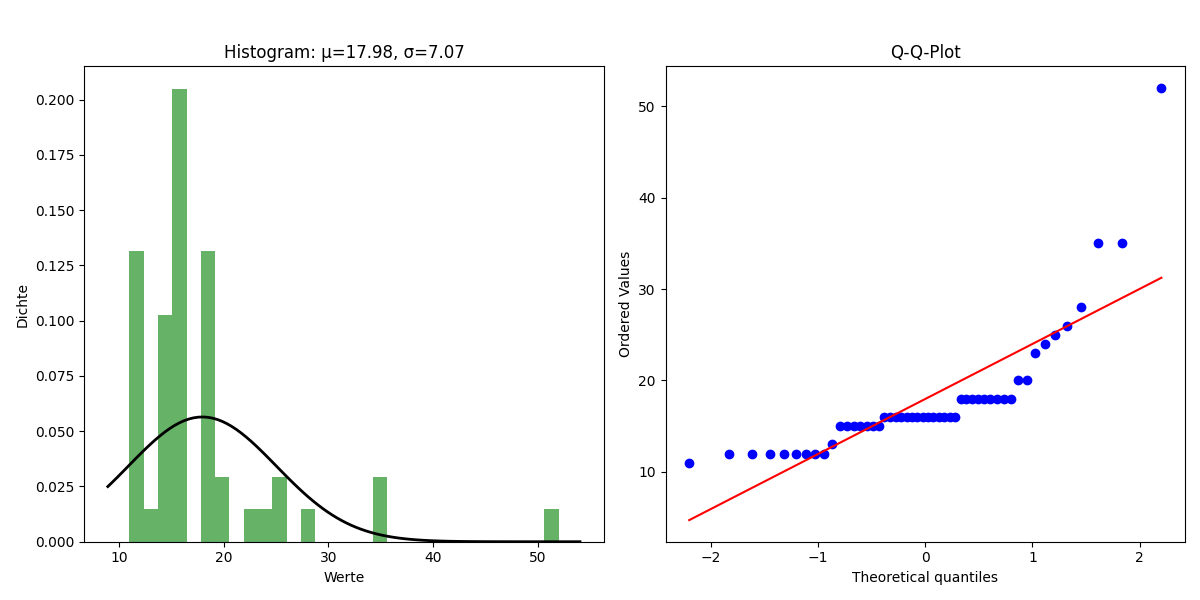 Histogram: μ=17.98, σ=7.07
0.200
0.175
0.150
0.125
0.100
0.075
0.050
0.025
0.000
Dichte
10 20 30 40 50
Werte
Q-Q-Plot
50
40
30
20
10
Ordered Values
−2 −1 0 1 2
Theoretical quantiles